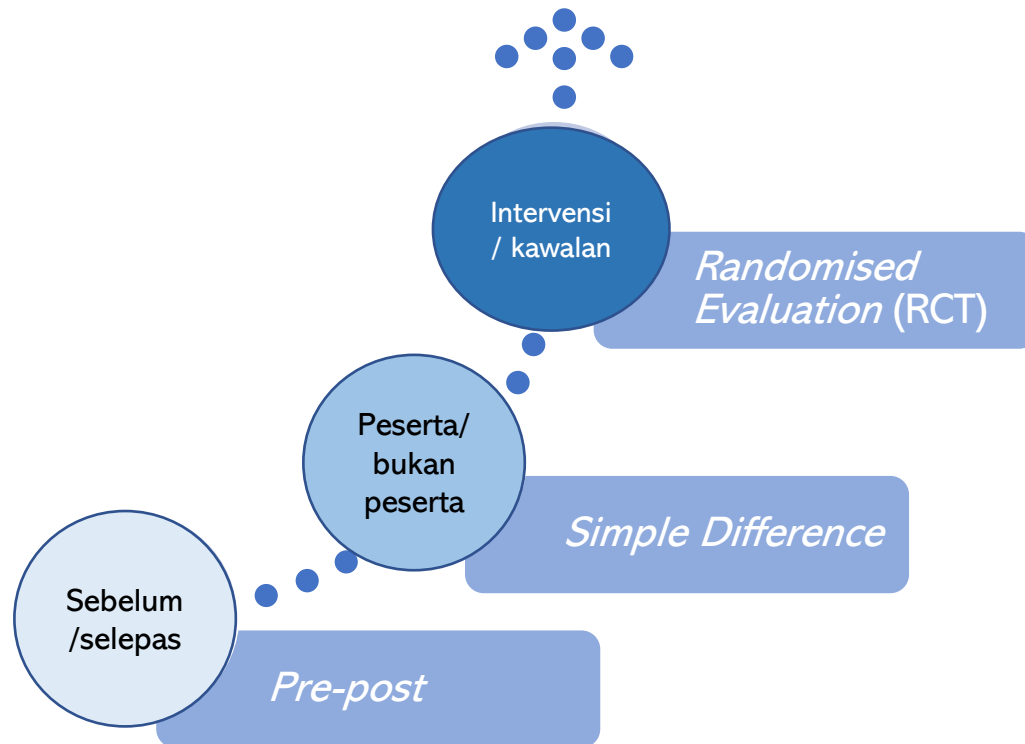 Intervensi
/ kawalan
Randomised
Evaluation (RCT)
Peserta/
bukan
peserta
Simple Difference
Sebelum
/selepas
Pre-post